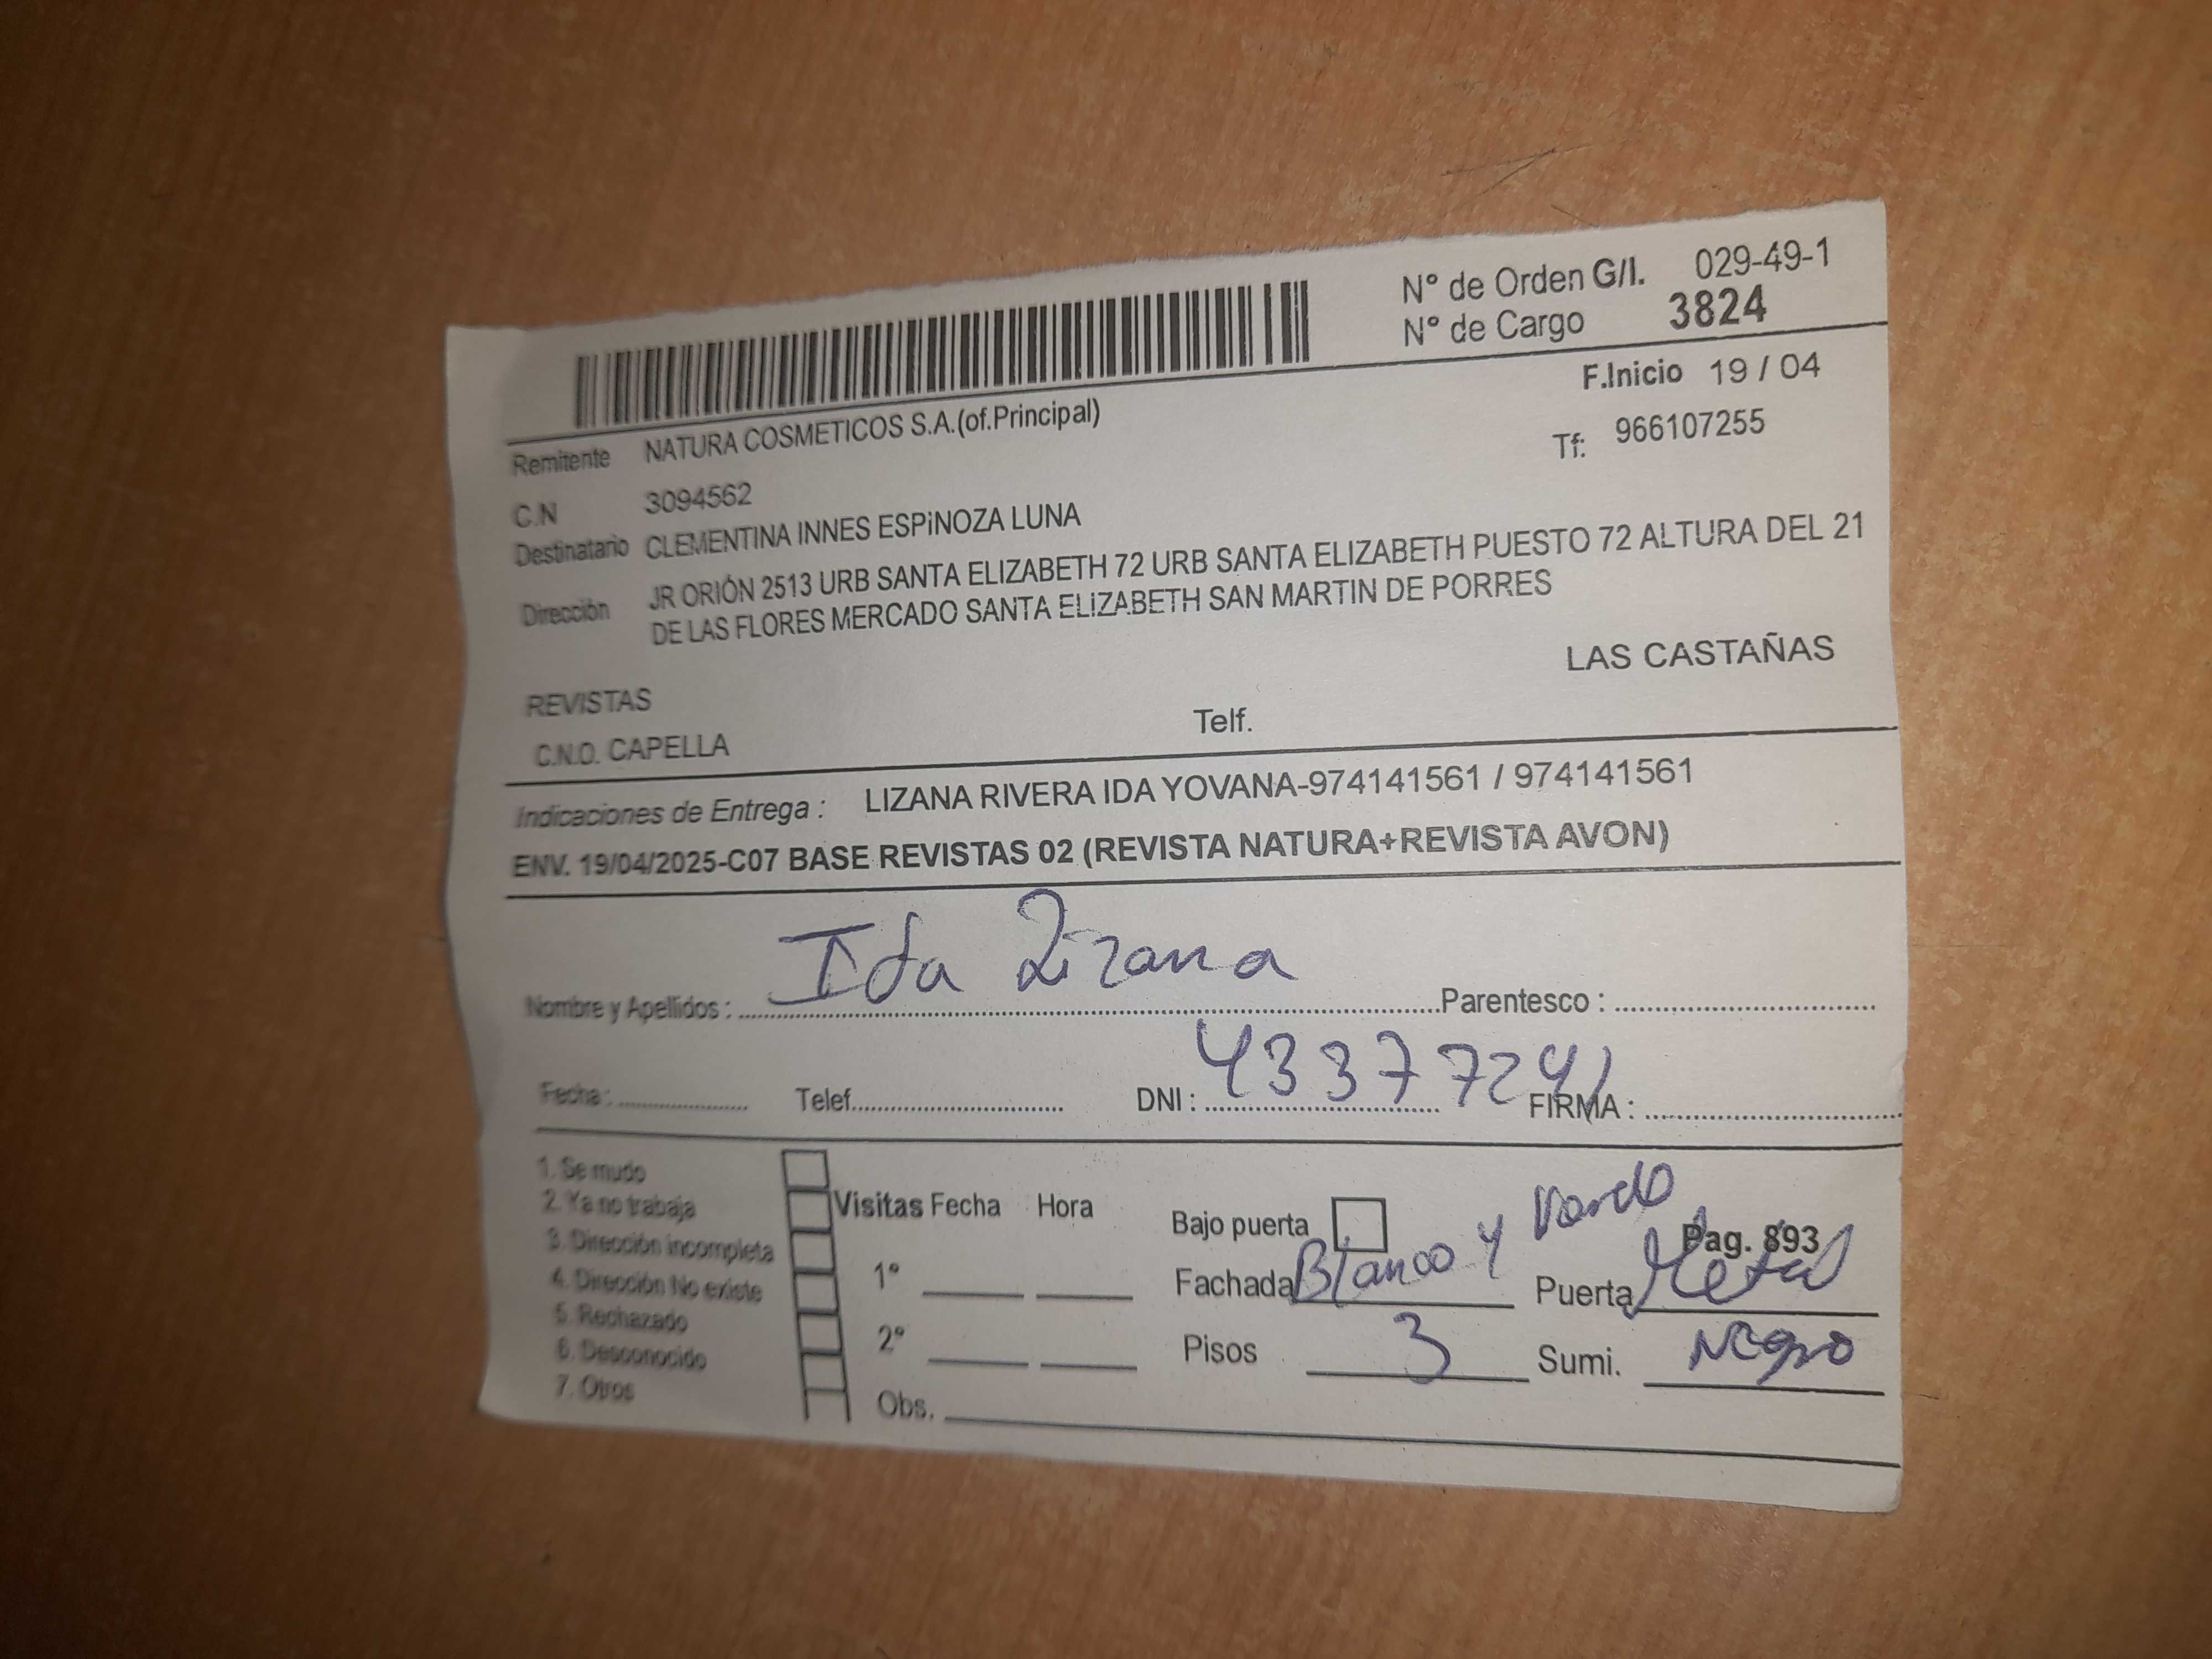 N° de Orden G/I. 029-49-1
N° de Cargo 3824
F.Inicio 19 / 04
Remitente NATURA COSMETICOS S.A.(of.Principal)
Tf: 966107255
C.N 3094562
Destinatario CLEMENTINA INNES ESPiNOZA LUNA
Dirección JR ORIÓN 2513 URB SANTA ELIZABETH 72 URB SANTA ELIZABETH PUESTO 72 ALTURA DEL 21
DE LAS FLORES MERCADO SANTA ELIZABETH SAN MARTIN DE PORRES
LAS CASTAÑAS
REVISTAS
C.N.O. CAPELLA Telf.
Indicaciones de Entrega : LIZANA RIVERA IDA YOVANA-974141561 / 974141561
ENV. 19/04/2025-C07 BASE REVISTAS 02 (REVISTA NATURA+REVISTA AVON)
Nombre y Apellidos : Ida Lizana Parentesco :
Fecha : Telef. DNI : 43377241 FIRMA :
1. Se mudo
2. Ya no trabaja
3. Dirección incompleta
4. Dirección No existe
5. Rechazado
6. Desconocido
7. Otros
Visitas Fecha Hora
1°
2°
Obs.
Bajo puerta
Pag. 893
Fachada Blanco y Puerta Metal
Pisos 3 Sumi. Negro